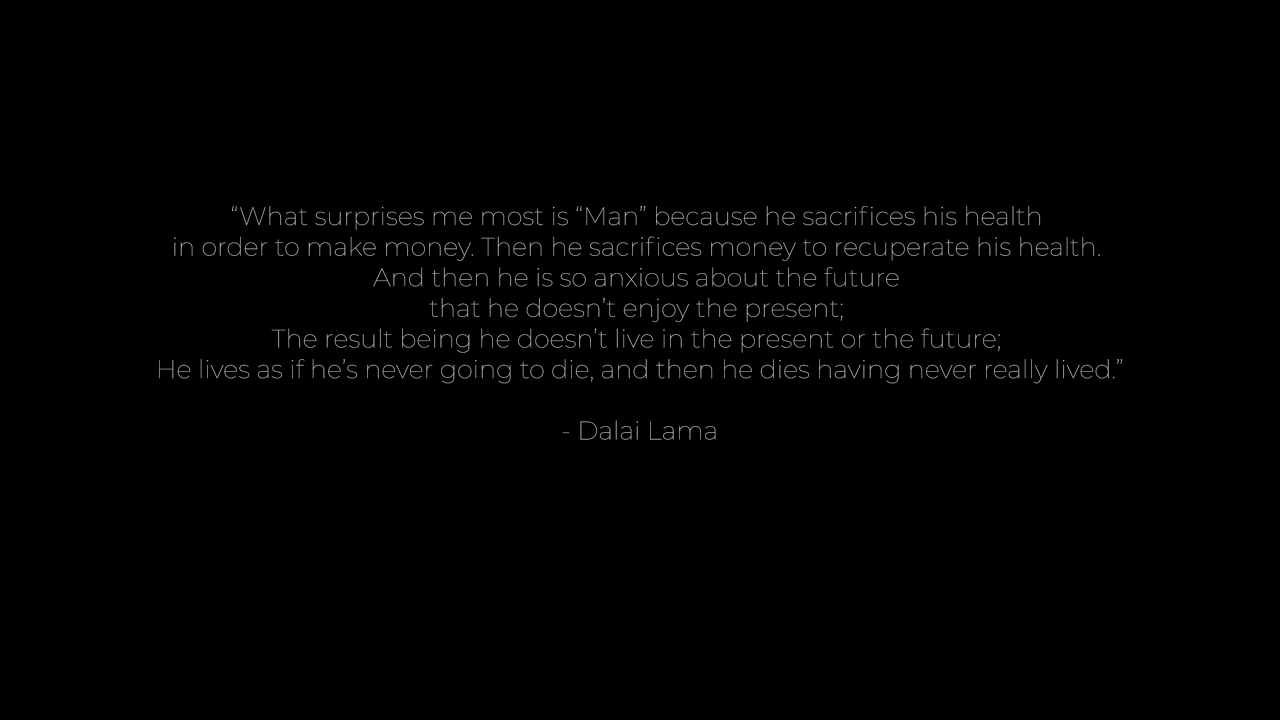 “What surprises me most is “Man” because he sacrifices his health
in order to make money. Then he sacrifices money to recuperate his health.
And then he is so anxious about the future
that he doesn’t enjoy the present;
The result being he doesn’t live in the present or the future;
He lives as if he’s never going to die, and then he dies having never really lived.”
- Dalai Lama